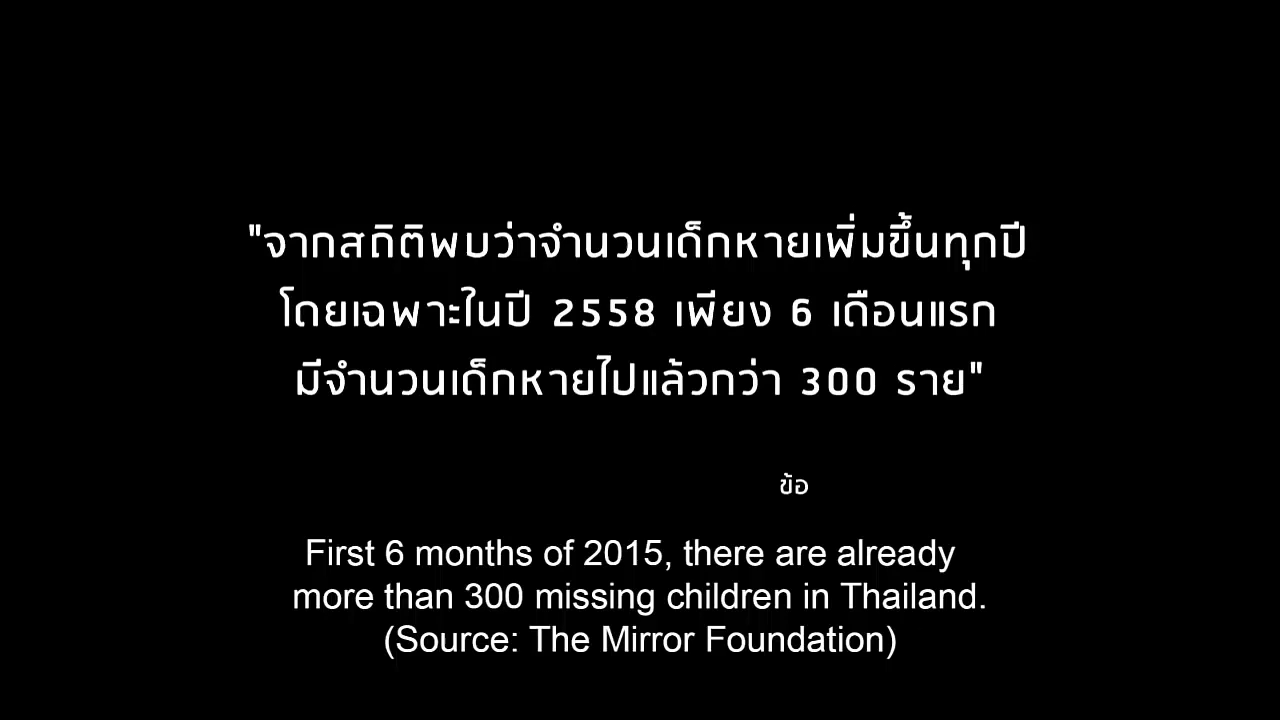 "จากสถิติพบว่าจำนวนเด็กหายเพิ่มขึ้นทุกปี
โดยเฉพาะในปี 2558 เพียง 6 เดือนแรก
มีจำนวนเด็กหายไปแล้วกว่า 300 ราย"
ข้อ
First 6 months of 2015, there are already
more than 300 missing children in Thailand.
(Source: The Mirror Foundation)